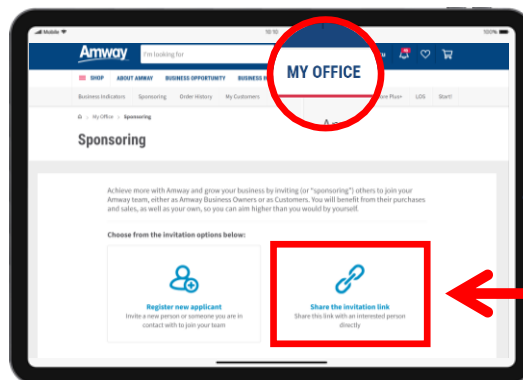 Mobile
10:10
100%
Amway
I'm looking for
SHOP ABOUT AMWAY BUSINESS OPPORTUNITY BUSINESS
MY OFFICE
Business Indicators Sponsoring Order History My Customers Plus+ LOS Start!
My Office > Sponsoring
Sponsoring
Achieve more with Amway and grow your business by inviting (or "sponsoring") others to join your
Amway team, either as Amway Business Owners or as Customers. You will benefit from their purchases
and sales, as well as your own, so you can aim higher than you would by yourself.
Choose from the invitation options below:
Register new applicant
Invite a new person or someone you are in
contact with to join your team
Share the invitation link
Share this link with an interested person
directly